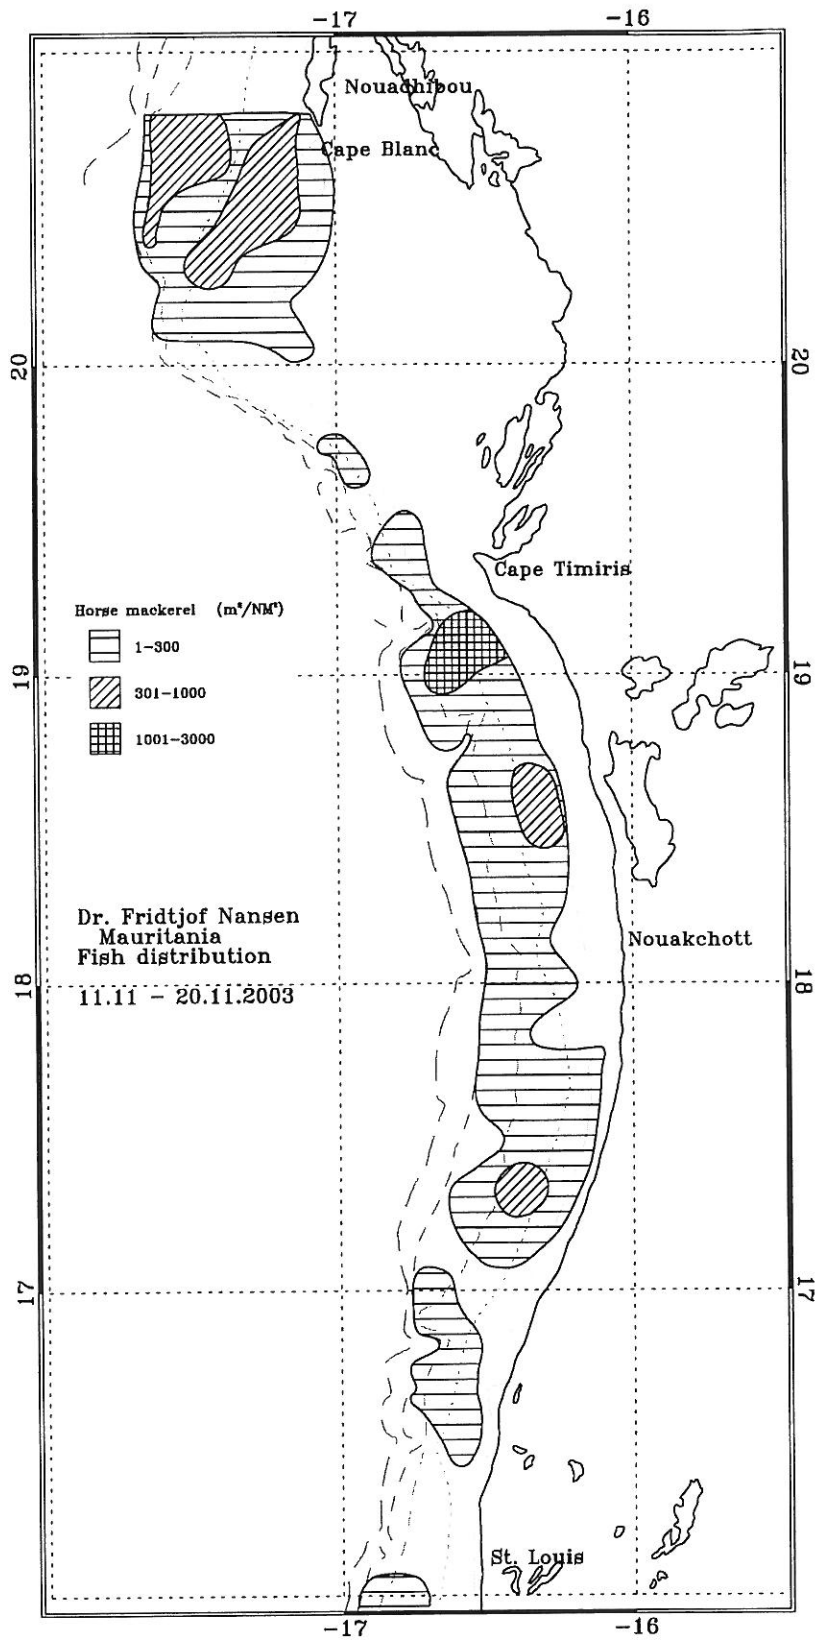 -17 -16
Nouadhibou
Cape Blanc
20 20
Cape Timiris
Horse mackerel (m²/NM²)
1-300
19 19
301-1000
1001-3000
Dr. Fridtjof Nansen
Mauritania
Fish distribution
Nouakchott
18 18
11.11 - 20.11.2003
17 17
St. Louis
-17 -16